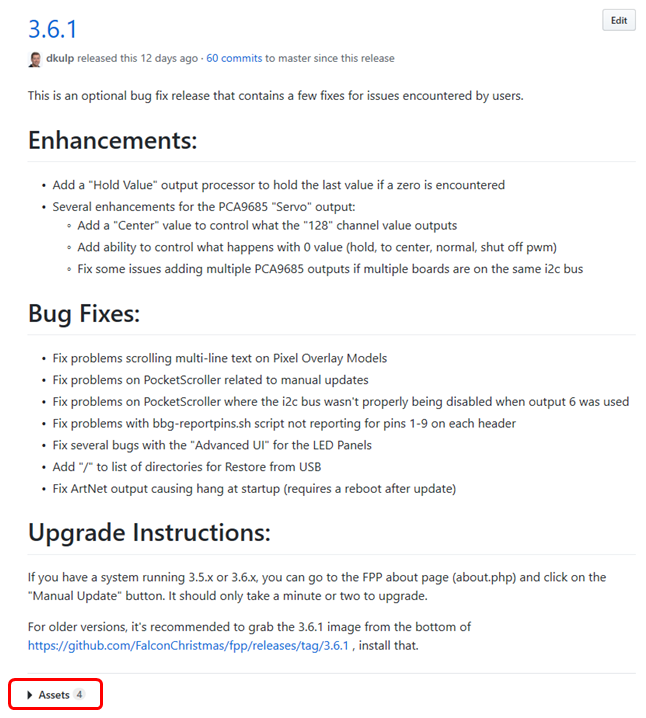 3.6.1
Edit
dkulp released this 12 days ago · 60 commits to master since this release
This is an optional bug fix release that contains a few fixes for issues encountered by users.
Enhancements:
• Add a "Hold Value" output processor to hold the last value if a zero is encountered
• Several enhancements for the PCA9685 "Servo" output:
◦ Add a "Center" value to control what the "128" channel value outputs
◦ Add ability to control what happens with 0 value (hold, to center, normal, shut off pwm)
◦ Fix some issues adding multiple PCA9685 outputs if multiple boards are on the same i2c bus
Bug Fixes:
• Fix problems scrolling multi-line text on Pixel Overlay Models
• Fix problems on PocketScroller related to manual updates
• Fix problems on PocketScroller where the i2c bus wasn't properly being disabled when output 6 was used
• Fix problems with bbg-reportpins.sh script not reporting for pins 1-9 on each header
• Fix several bugs with the "Advanced UI" for the LED Panels
• Add "/" to list of directories for Restore from USB
• Fix ArtNet output causing hang at startup (requires a reboot after update)
Upgrade Instructions:
If you have a system running 3.5.x or 3.6.x, you can go to the FPP about page (about.php) and click on the
"Manual Update" button. It should only take a minute or two to upgrade.
For older versions, it's recommended to grab the 3.6.1 image from the bottom of
https://github.com/FalconChristmas/fpp/releases/tag/3.6.1 , install that.
Assets 4